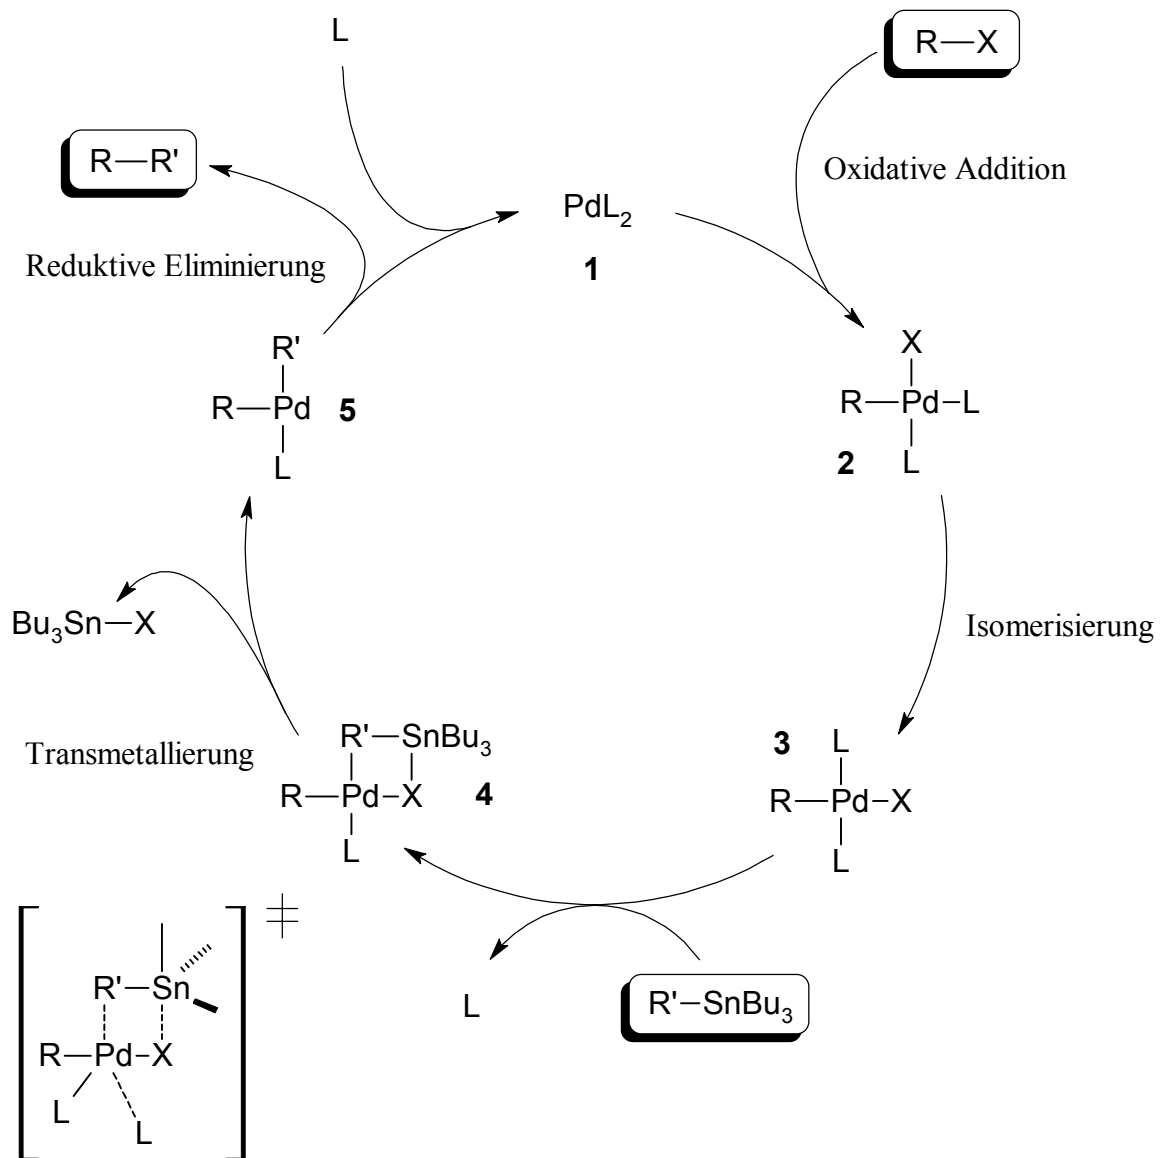 L
R—X
R—R'
Oxidative Addition
PdL₂
Reduktive Eliminierung
1
R'
X
R—Pd
5
R—Pd—L
L
2
L
Bu₃Sn—X
Isomerisierung
R'—SnBu₃
3
L
Transmetallierung
R—Pd—X
4
R—Pd—X
L
L
R'—Sn
L
R'—SnBu₃
R—Pd—X
L
L
‡